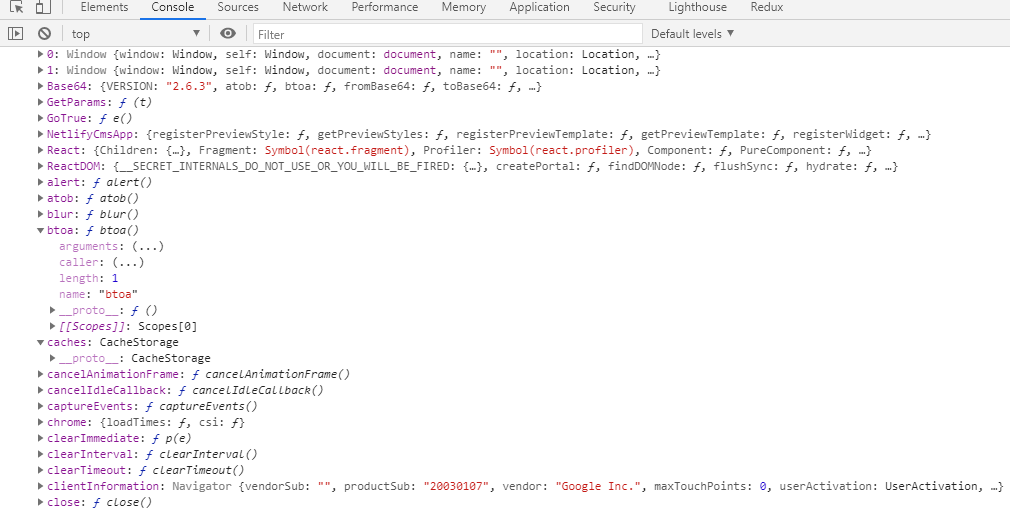 Elements Console Sources Network Performance Memory Application Security Lighthouse Redux
top Filter Default levels
0: Window {window: Window, self: Window, document: document, name: "", location: Location, …}
1: Window {window: Window, self: Window, document: document, name: "", location: Location, …}
Base64: {VERSION: "2.6.3", atob: ƒ, btoa: ƒ, fromBase64: ƒ, toBase64: ƒ, …}
GetParams: ƒ (t)
GoTrue: ƒ e()
NetlifyCmsApp: {registerPreviewStyle: ƒ, getPreviewStyles: ƒ, registerPreviewTemplate: ƒ, getPreviewTemplate: ƒ, registerWidget: ƒ, …}
React: {Children: {…}, Fragment: Symbol(react.fragment), Profiler: Symbol(react.profiler), Component: ƒ, PureComponent: ƒ, …}
ReactDOM: {__SECRET_INTERNALS_DO_NOT_USE_OR_YOU_WILL_BE_FIRED: {…}, createPortal: ƒ, findDOMNode: ƒ, flushSync: ƒ, hydrate: ƒ, …}
alert: ƒ alert()
atob: ƒ atob()
blur: ƒ blur()
btoa: ƒ btoa()
arguments: (...)
caller: (...)
length: 1
name: "btoa"
__proto__: ƒ ()
[[Scopes]]: Scopes[0]
caches: CacheStorage
__proto__: CacheStorage
cancelAnimationFrame: ƒ cancelAnimationFrame()
cancelIdleCallback: ƒ cancelIdleCallback()
captureEvents: ƒ captureEvents()
chrome: {loadTimes: ƒ, csi: ƒ}
clearImmediate: ƒ p(e)
clearInterval: ƒ clearInterval()
clearTimeout: ƒ clearTimeout()
clientInformation: Navigator {vendorSub: "", productSub: "20030107", vendor: "Google Inc.", maxTouchPoints: 0, userActivation: UserActivation, …}
close: ƒ close()